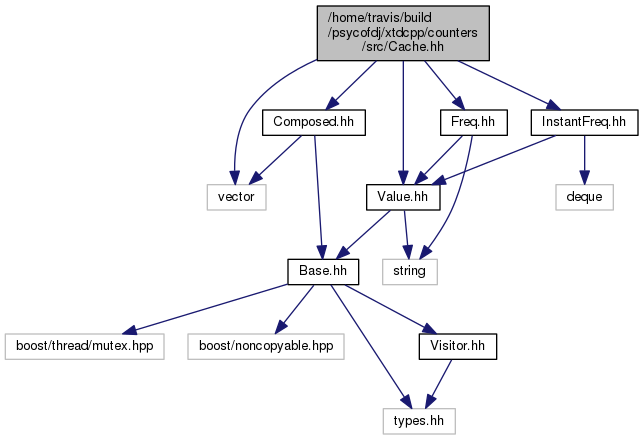 /home/travis/build
/psycofdj/xtdcpp/counters
/src/Cache.hh
Composed.hh
Freq.hh
InstantFreq.hh
vector
Value.hh
deque
Base.hh
string
boost/thread/mutex.hpp
boost/noncopyable.hpp
Visitor.hh
types.hh